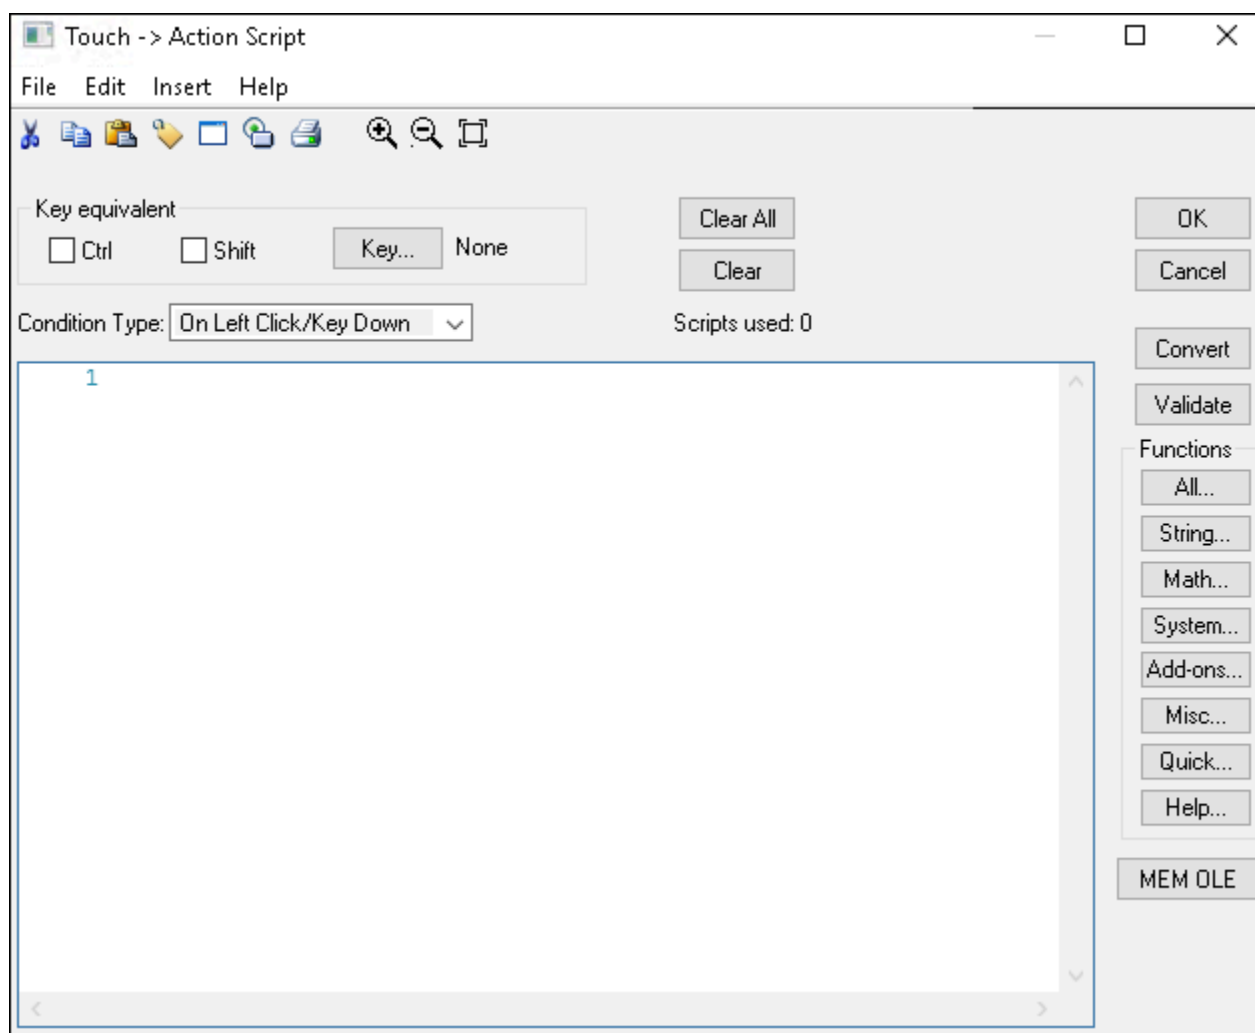 Touch -> Action Script
File Edit Insert Help
Key equivalent
Ctrl Shift Key... None
Clear All
Clear
OK
Cancel
Condition Type: On Left Click/Key Down
Scripts used: 0
Convert
Validate
1
Functions
All...
String...
Math...
System...
Add-ons...
Misc...
Quick...
Help...
MEM OLE